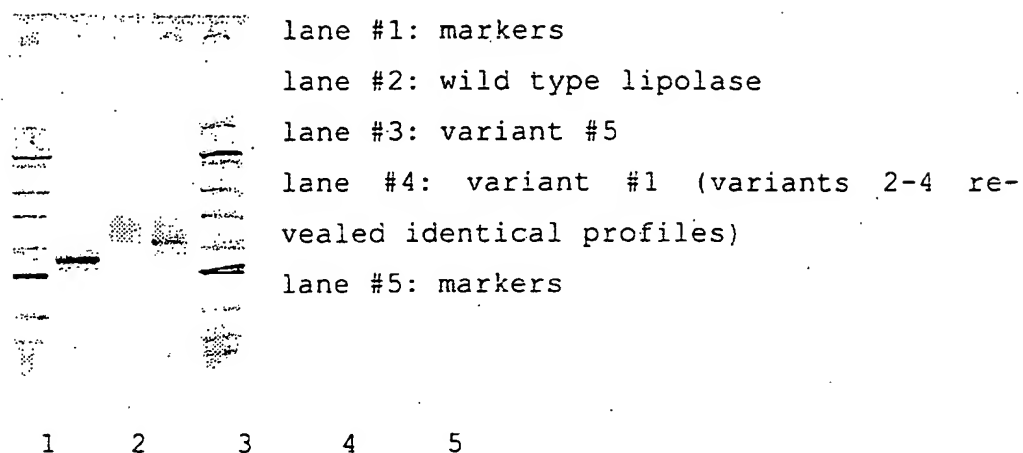 lane #1: markers
lane #2: wild type lipolase
lane #3: variant #5
lane #4: variant #1 (variants 2-4 re-
vealed identical profiles)
lane #5: markers
1 2 3 4 5